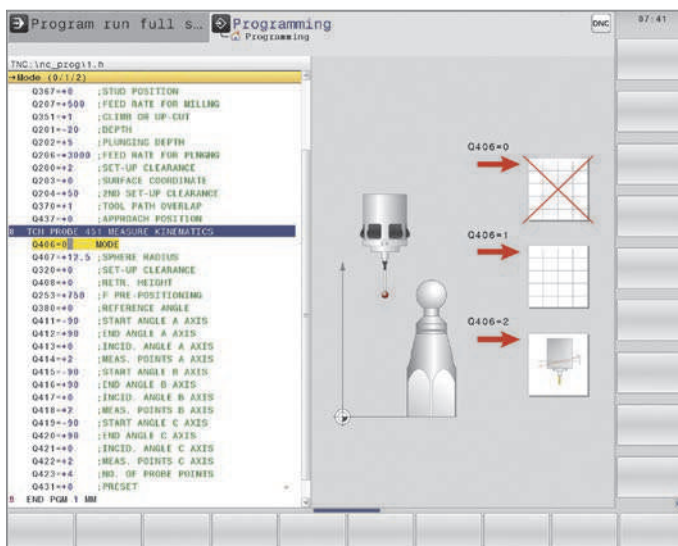 Program run full s... Programming
Programming
DNC
07:41
TNC:\nc_prog\1.h
→Mode (0/1/2)
Q367=+0 ;STUD POSITION
Q207=+500 ;FEED RATE FOR MILLNG
Q351=+1 ;CLIMB OR UP-CUT
Q201=-20 ;DEPTH
Q202=+5 ;PLUNGING DEPTH
Q206=+3000 ;FEED RATE FOR PLNGNG
Q200=+2 ;SET-UP CLEARANCE
Q203=+0 ;SURFACE COORDINATE
Q204=+50 ;2ND SET-UP CLEARANCE
Q370=+1 ;TOOL PATH OVERLAP
Q437=+0 ;APPROACH POSITION
8 TCH PROBE 451 MEASURE KINEMATICS
Q406=0 MODE
Q407=+12.5 ;SPHERE RADIUS
Q320=+0 ;SET-UP CLEARANCE
Q408=+0 ;RETR. HEIGHT
Q253=+750 ;F PRE-POSITIONING
Q380=+0 ;REFERENCE ANGLE
Q411=-90 ;START ANGLE A AXIS
Q412=+90 ;END ANGLE A AXIS
Q413=+0 ;INCID. ANGLE A AXIS
Q414=+2 ;MEAS. POINTS A AXIS
Q415=-90 ;START ANGLE B AXIS
Q416=+90 ;END ANGLE B AXIS
Q417=+0 ;INCID. ANGLE B AXIS
Q418=+2 ;MEAS. POINTS B AXIS
Q419=-90 ;START ANGLE C AXIS
Q420=+90 ;END ANGLE C AXIS
Q421=+0 ;INCID. ANGLE C AXIS
Q422=+2 ;MEAS. POINTS C AXIS
Q423=+4 ;NO. OF PROBE POINTS
Q431=+0 ;PRESET
9 END PGM 1 MM
Q406=0
Q406=1
Q406=2